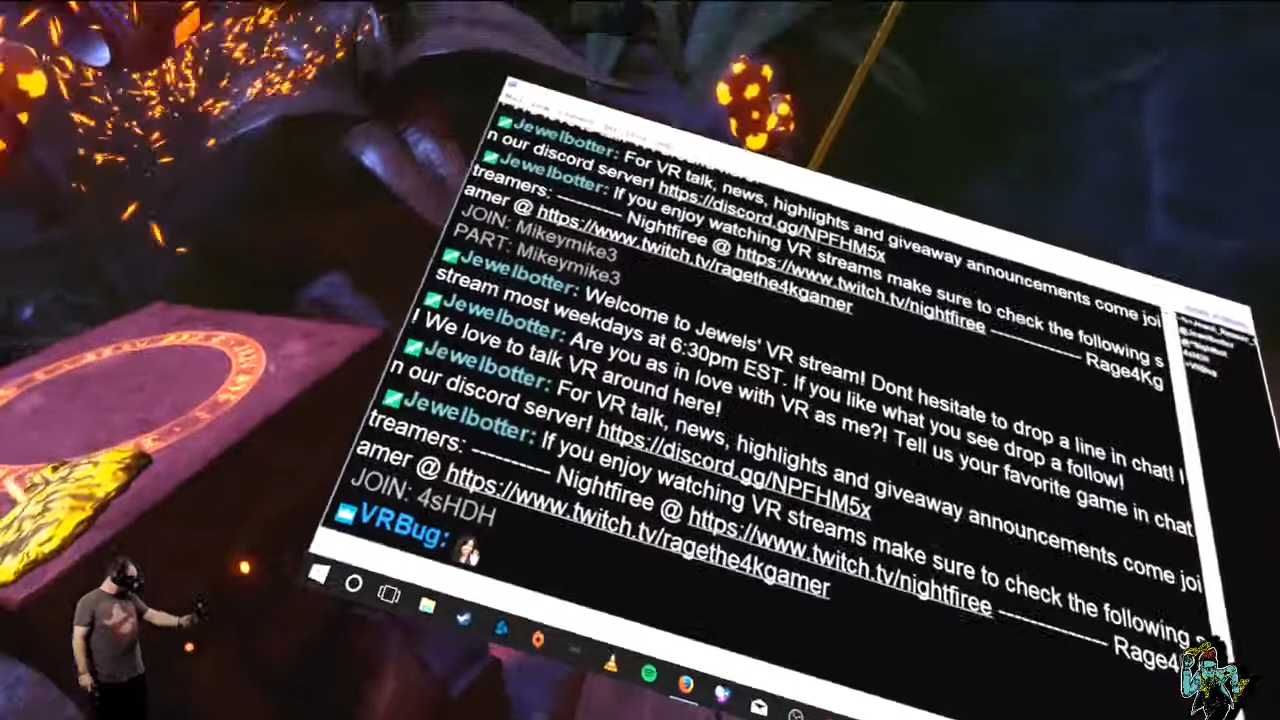 Jewelbotter: For VR talk, news, highlights and giveaway announcements come joi
n our discord server! https://discord.gg/NPFHM5x
Jewelbotter: If you enjoy watching VR streams make sure to check the following s
treamers: Nightfiree @ https://www.twitch.tv/nightfiree Rage4Kg
amer @ https://www.twitch.tv/ragethe4kgamer
JOIN: Mikeymike3
PART: Mikeymike3
Jewelbotter: Welcome to Jewels' VR stream! Dont hesitate to drop a line in chat! I
stream most weekdays at 6:30pm EST. If you like what you see drop a follow!
Jewelbotter: Are you as in love with VR as me?! Tell us your favorite game in chat
! We love to talk VR around here!
Jewelbotter: For VR talk, news, highlights and giveaway announcements come joi
n our discord server! https://discord.gg/NPFHM5x
Jewelbotter: If you enjoy watching VR streams make sure to check the following s
treamers: Nightfiree @ https://www.twitch.tv/nightfiree Rage4
amer @ https://www.twitch.tv/ragethe4kgamer
JOIN: 4sHDH
VRBug: